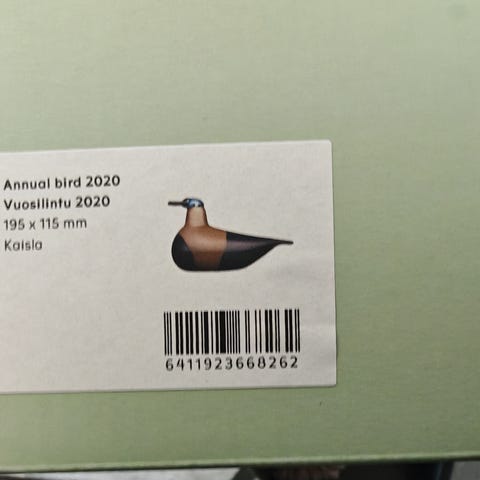 Annual bird 2020
Vuosilintu 2020
195 x 115 mm
Kaisla
6411923668262